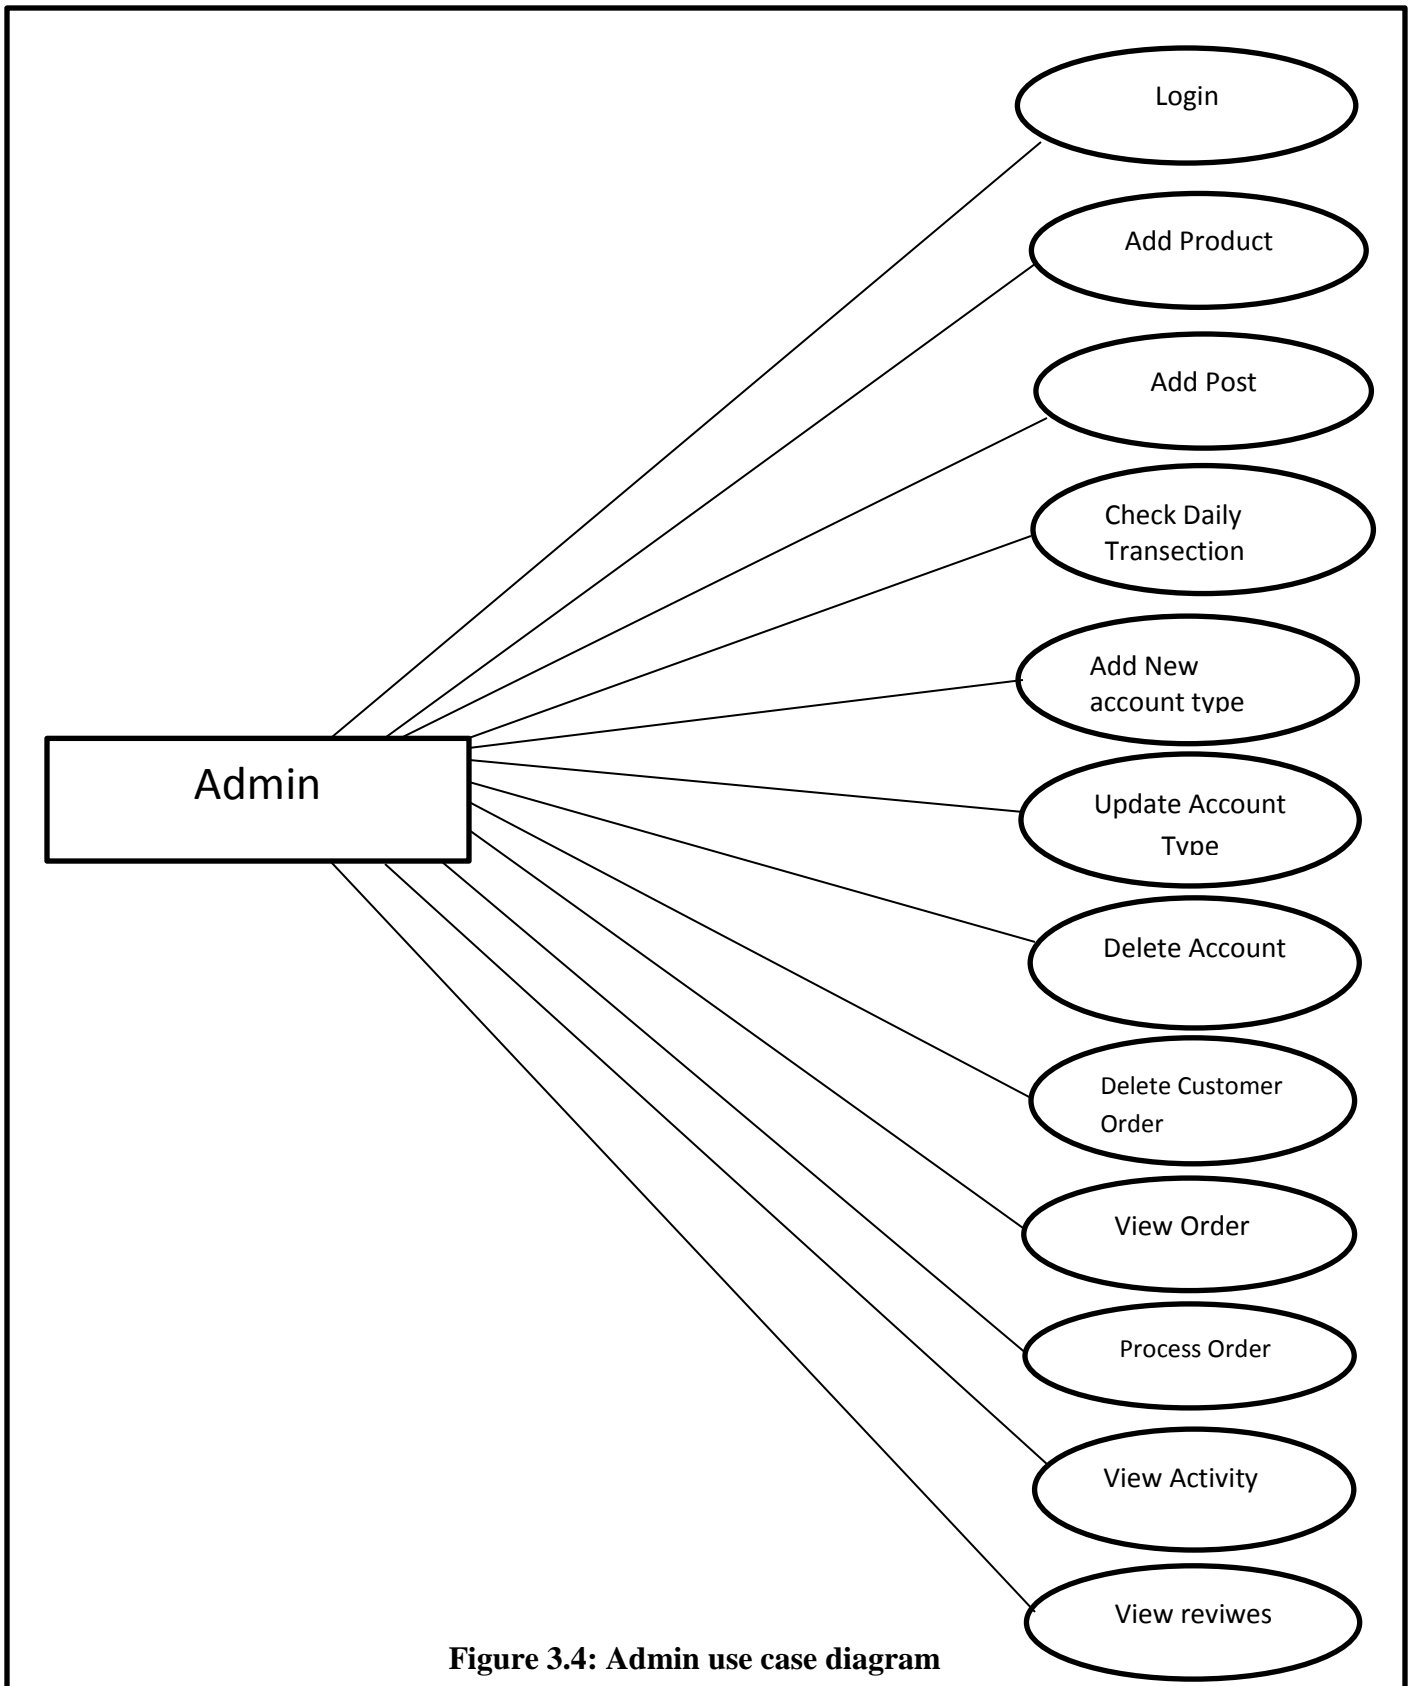 Login
Add Product
Add Post
Check Daily
Transection
Add New
account type
Admin
Update Account
Type
Delete Account
Delete Customer
Order
View Order
Process Order
View Activity
View reviwes
Figure 3.4: Admin use case diagram